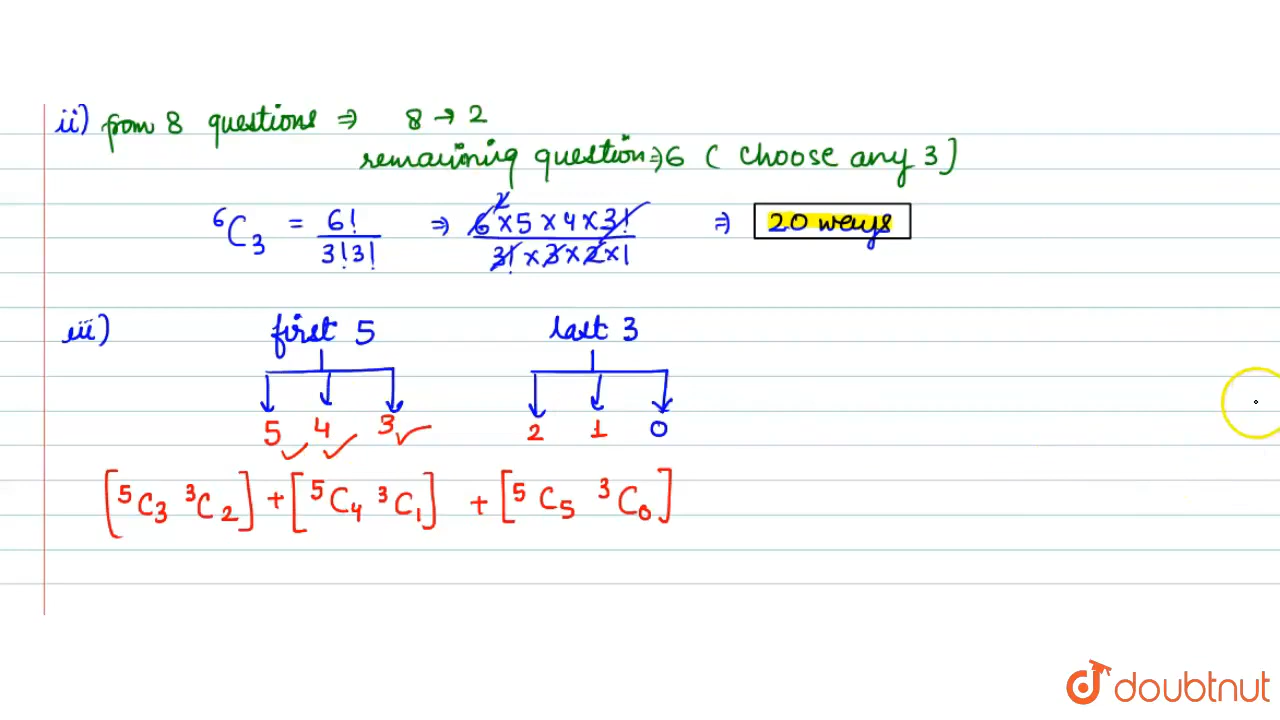 ii) from 8 questions ⇒ 8 → 2
remaining question ⇒ 6 ( Choose any 3 ]
⁶C₃ = 6! / 3!3! ⇒ 6² × 5 × 4 × 3! / 3! × 3 × 2 × 1 ⇒ 20 ways
iii) first 5 last 3
5 4 3 2 1 0
[⁵C₃ ³C₂] + [⁵C₄ ³C₁] + [⁵C₅ ³C₀]
doubtnut